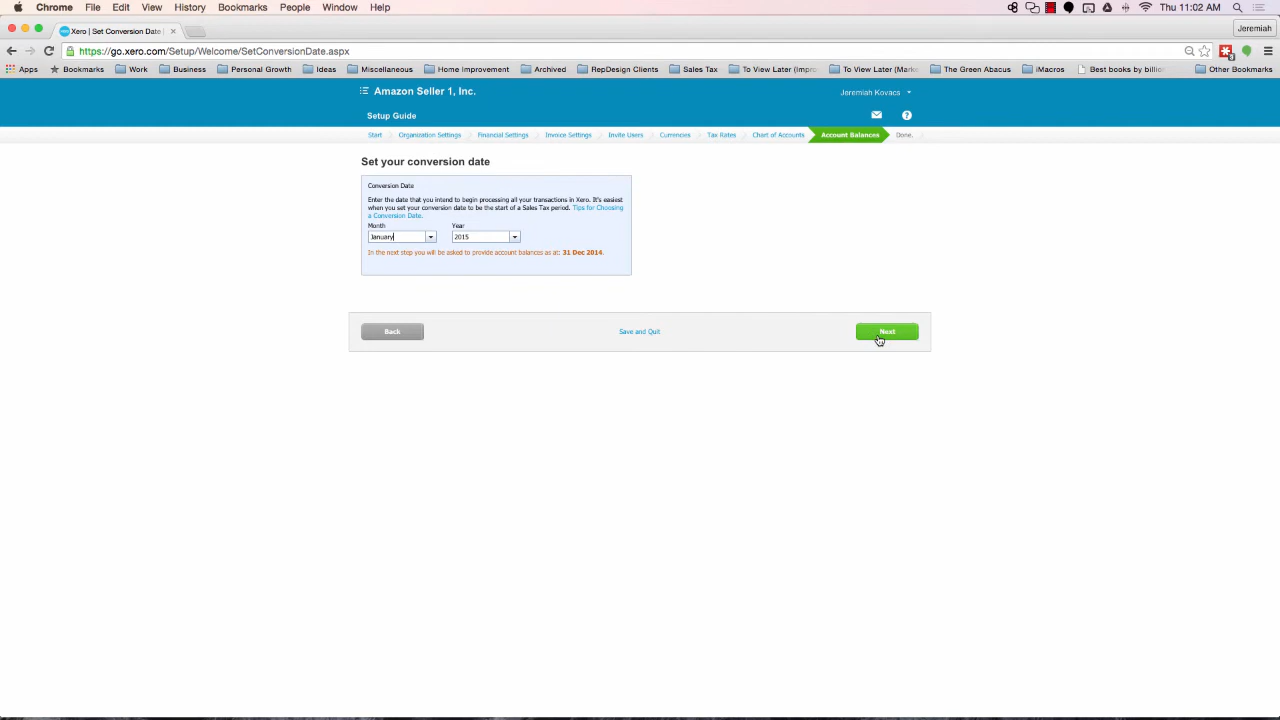 Chrome File Edit View History Bookmarks People Window Help Thu 11:02 AM
Xero | Set Conversion Date | Jeremiah
https://go.xero.com/Setup/Welcome/SetConversionDate.aspx
Apps Bookmarks Work Business Personal Growth Ideas Miscellaneous Home Improvement Archived RepDesign Clients Sales Tax To View Later (Impro To View Later (Mark The Green Abacus iMacros Best books by billio Other Bookmarks
Amazon Seller 1, Inc. Jeremiah Kovacs
Setup Guide
Start Organization Settings Financial Settings Invoice Settings Invite Users Currencies Tax Rates Chart of Accounts Account Balances Done.
Set your conversion date
Conversion Date
Enter the date that you intend to begin processing all your transactions in Xero. It's easiest
when you set your conversion date to be the start of a Sales Tax period. Tips for Choosing
a Conversion Date.
Month Year
January 2015
In the next step you will be asked to provide account balances as at: 31 Dec 2014.
Back Save and Quit Next